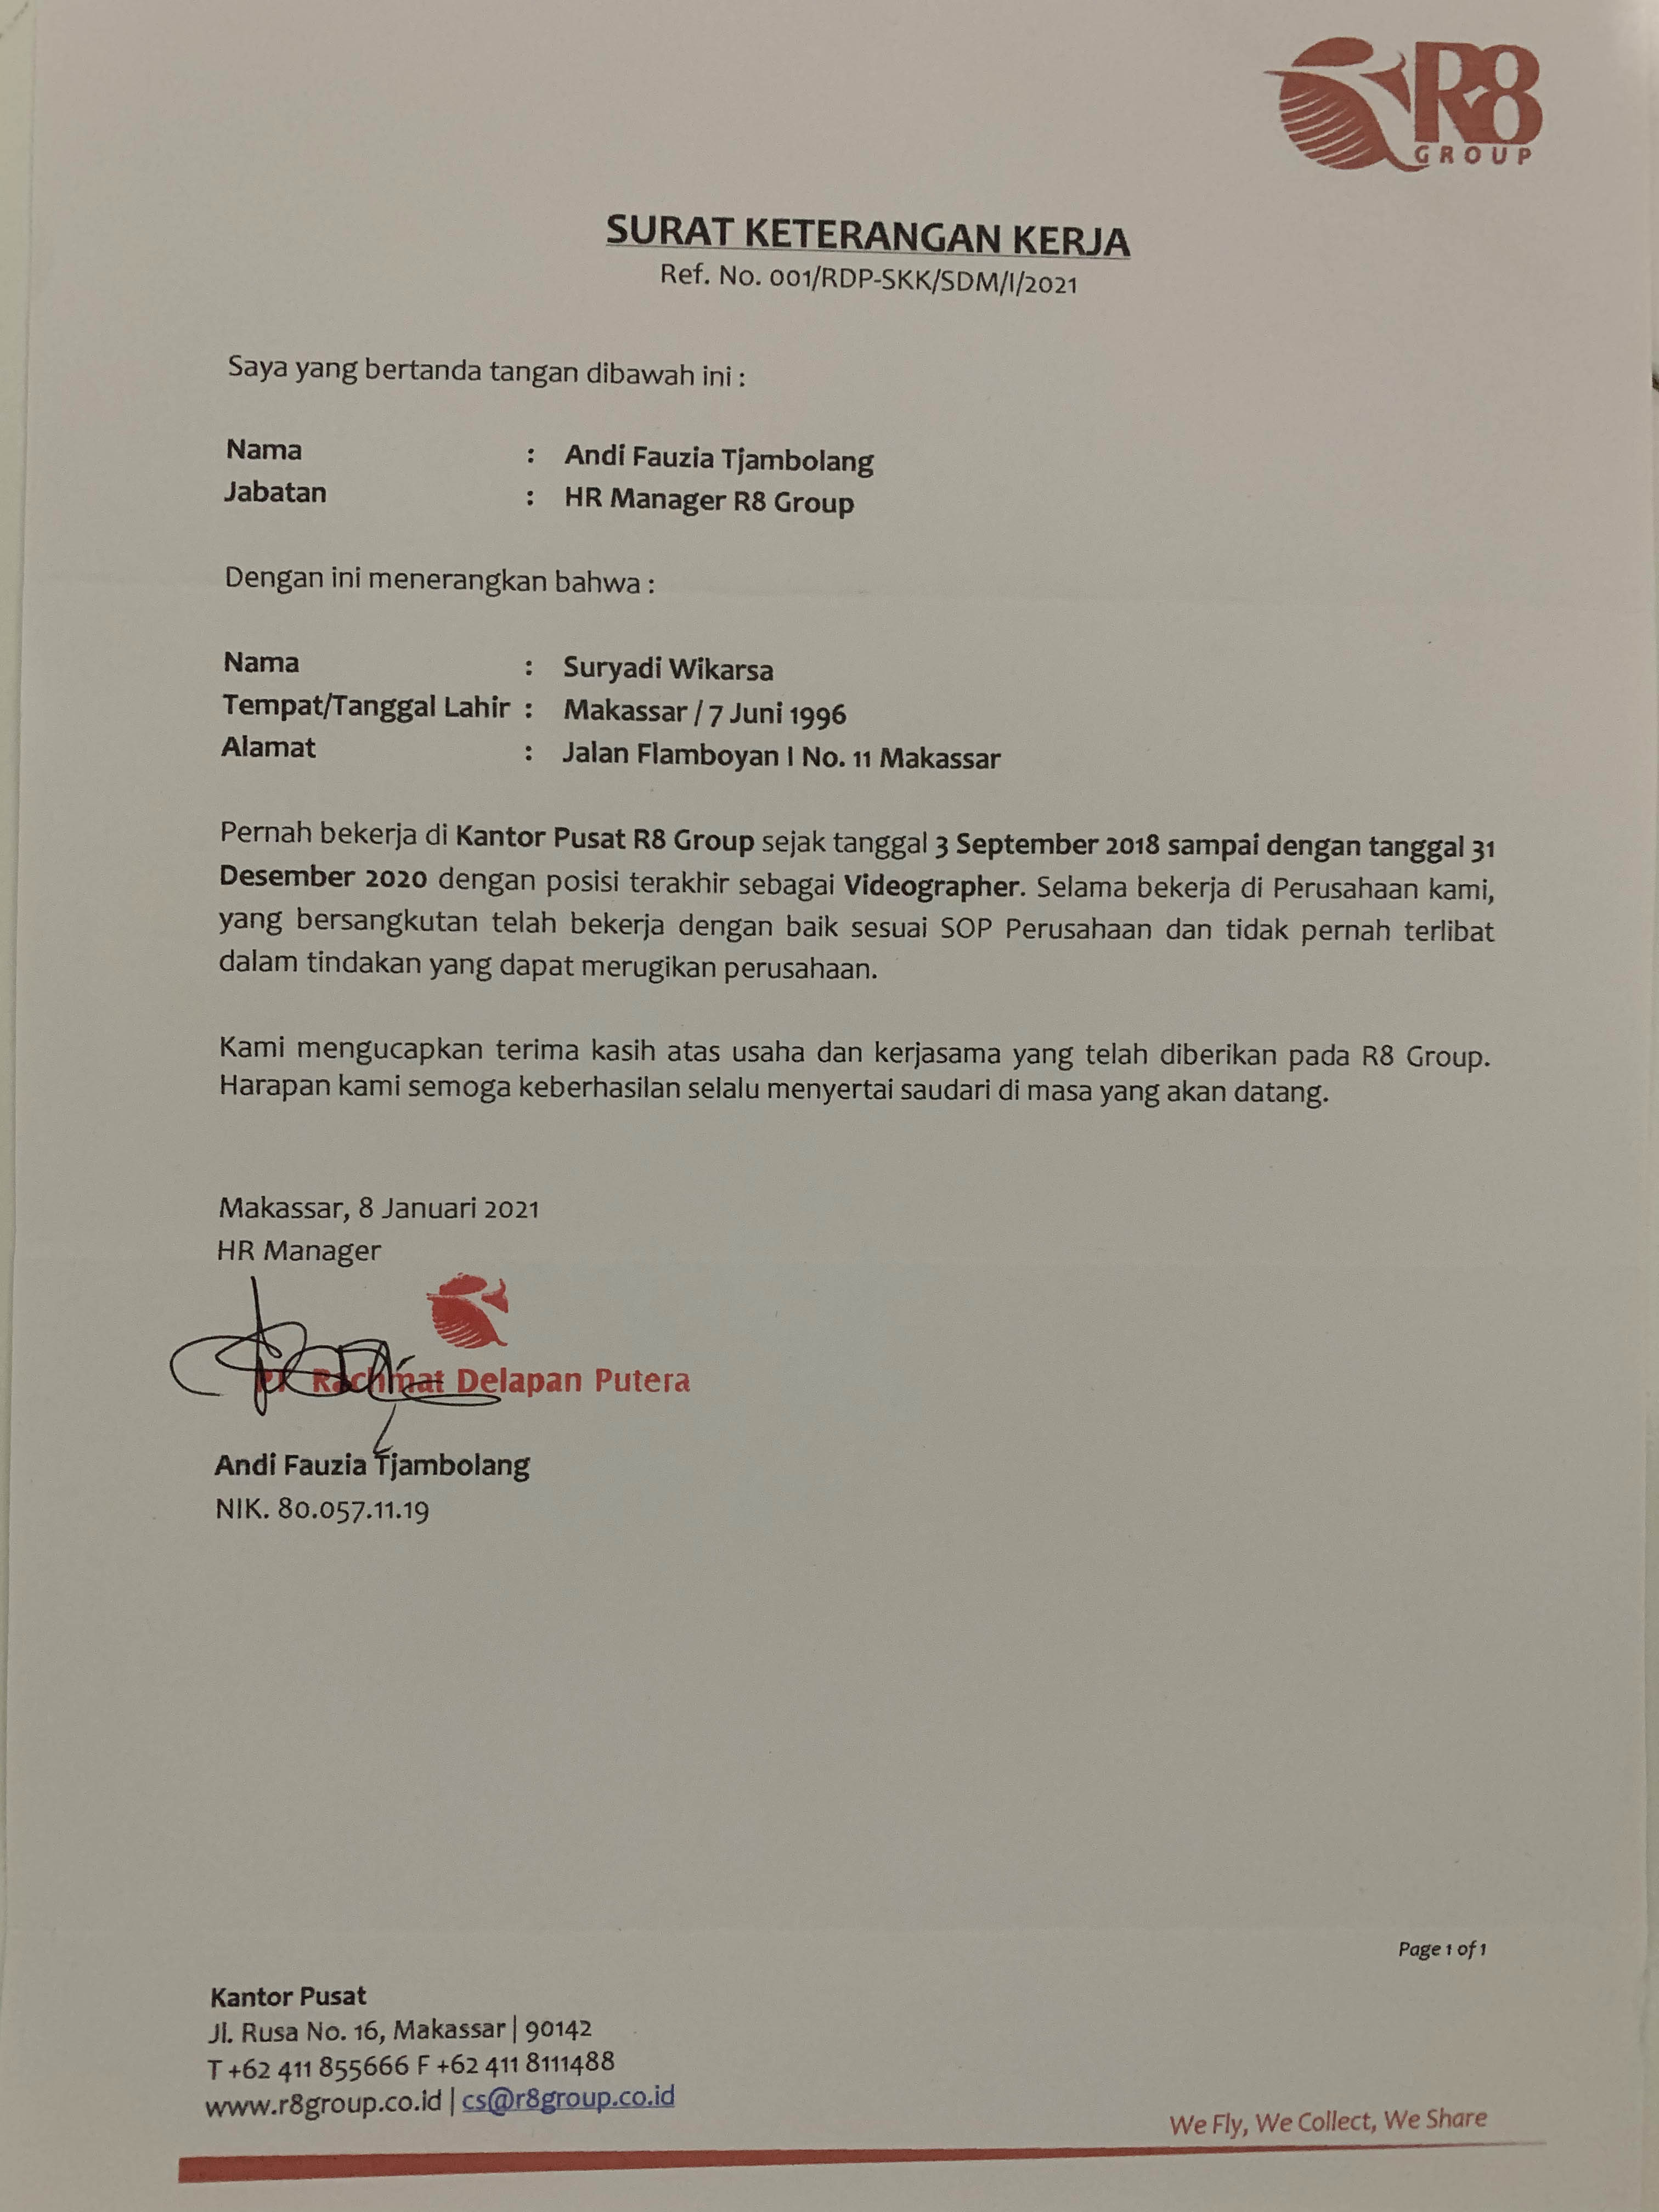 R8
GROUP
SURAT KETERANGAN KERJA
Ref. No. 001/RDP-SKK/SDM/I/2021
Saya yang bertanda tangan dibawah ini :
Nama : Andi Fauzia Tjambolang
Jabatan : HR Manager R8 Group
Dengan ini menerangkan bahwa :
Nama : Suryadi Wikarsa
Tempat/Tanggal Lahir : Makassar / 7 Juni 1996
Alamat : Jalan Flamboyan I No. 11 Makassar
Pernah bekerja di Kantor Pusat R8 Group sejak tanggal 3 September 2018 sampai dengan tanggal 31
Desember 2020 dengan posisi terakhir sebagai Videographer. Selama bekerja di Perusahaan kami,
yang bersangkutan telah bekerja dengan baik sesuai SOP Perusahaan dan tidak pernah terlibat
dalam tindakan yang dapat merugikan perusahaan.
Kami mengucapkan terima kasih atas usaha dan kerjasama yang telah diberikan pada R8 Group.
Harapan kami semoga keberhasilan selalu menyertai saudari di masa yang akan datang.
Makassar, 8 Januari 2021
HR Manager
PT Rachmat Delapan Putera
Andi Fauzia Tjambolang
NIK. 80.057.11.19
Page 1 of 1
Kantor Pusat
Jl. Rusa No. 16, Makassar | 90142
T +62 411 855666 F +62 411 8111488
www.r8group.co.id | cs@r8group.co.id
We Fly, We Collect, We Share